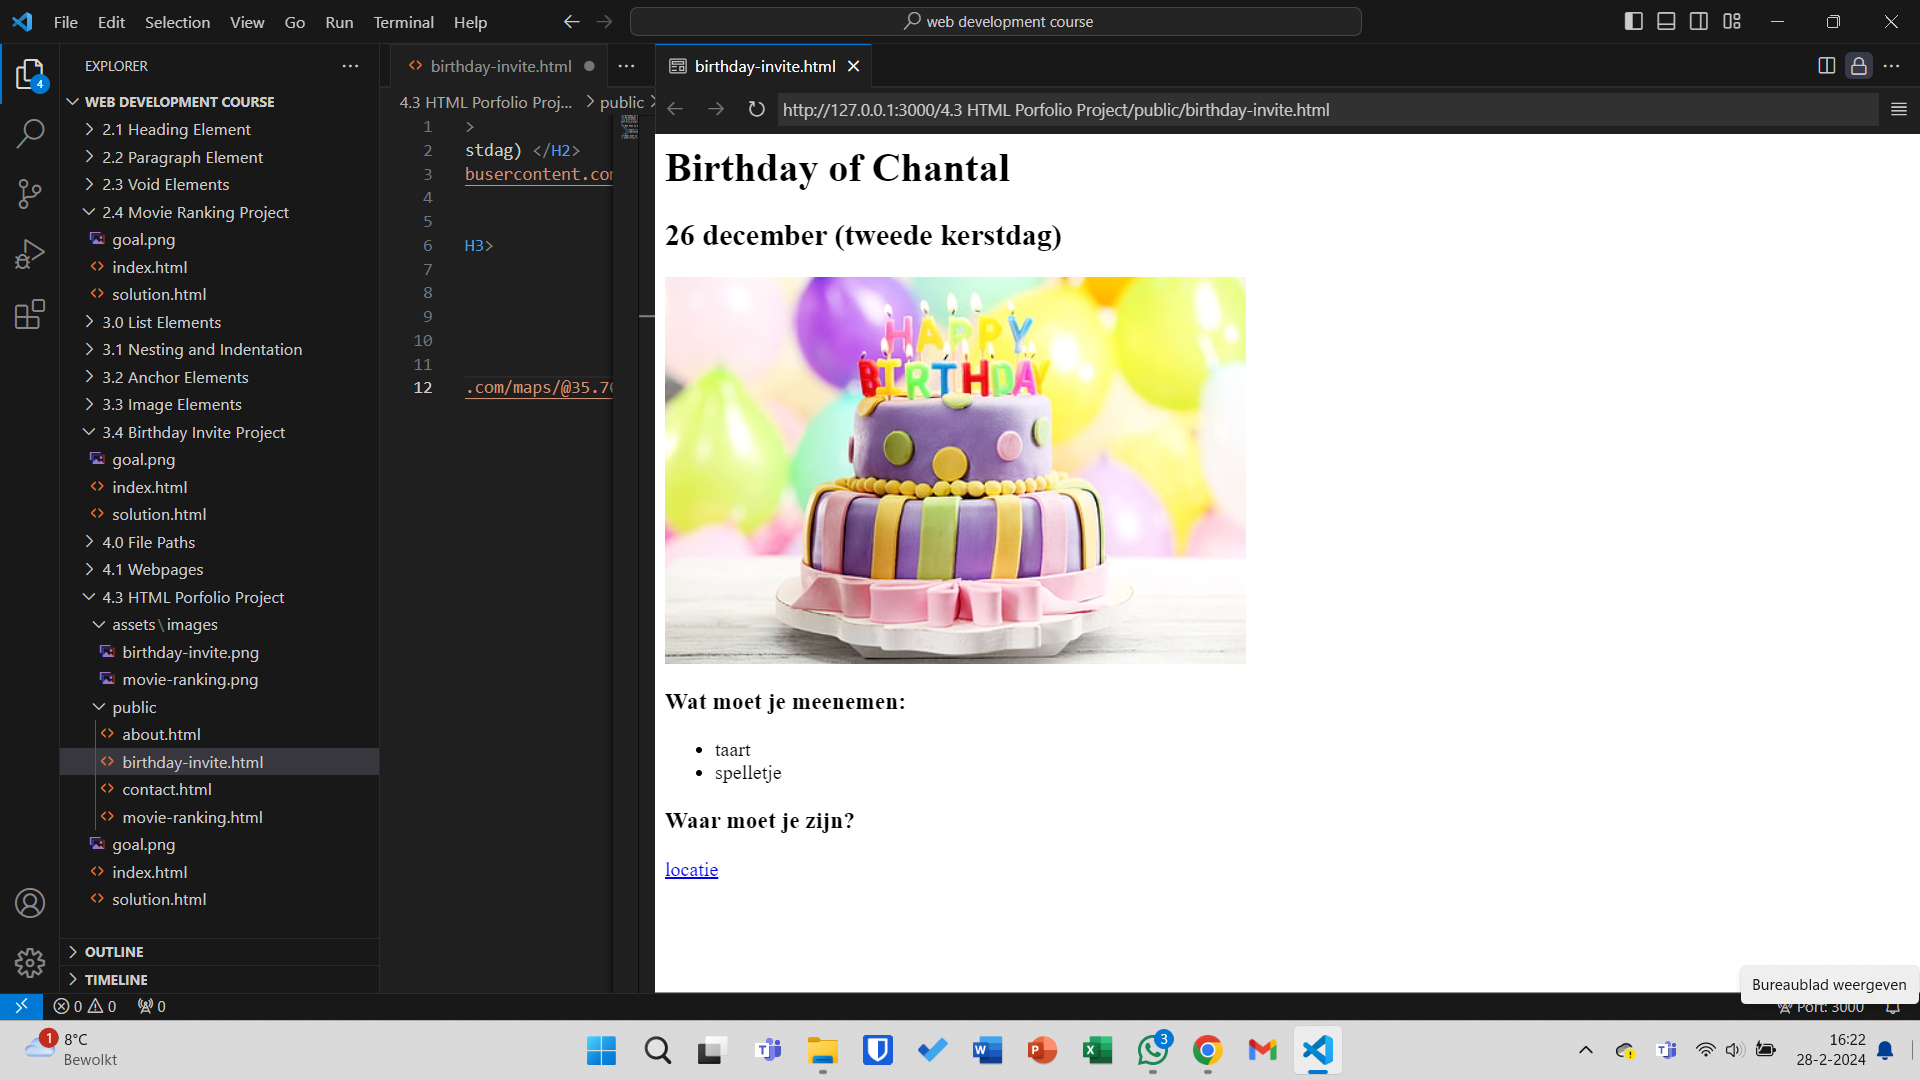 File Edit Selection View Go Run Terminal Help
web development course
EXPLORER
4
WEB DEVELOPMENT COURSE
2.1 Heading Element
2.2 Paragraph Element
2.3 Void Elements
2.4 Movie Ranking Project
goal.png
index.html
solution.html
3.0 List Elements
3.1 Nesting and Indentation
3.2 Anchor Elements
3.3 Image Elements
3.4 Birthday Invite Project
goal.png
index.html
solution.html
4.0 File Paths
4.1 Webpages
4.3 HTML Porfolio Project
assets\images
birthday-invite.png
movie-ranking.png
public
about.html
birthday-invite.html
contact.html
movie-ranking.html
goal.png
index.html
solution.html
OUTLINE
TIMELINE
birthday-invite.html
4.3 HTML Porfolio Proj... > public >
1 >
2 stdag) </H2>
3 busercontent.com
4
5
6 H3>
7
8
9
10
11
12 .com/maps/@35.70
birthday-invite.html
http://127.0.0.1:3000/4.3 HTML Porfolio Project/public/birthday-invite.html
Birthday of Chantal
26 december (tweede kerstdag)
HAPPY
BIRTHDAY
Wat moet je meenemen:
• taart
• spelletje
Waar moet je zijn?
locatie
Bureaublad weergeven
0 0 0
Port: 3000
1
8°C
Bewolkt
3
16:22
28-2-2024